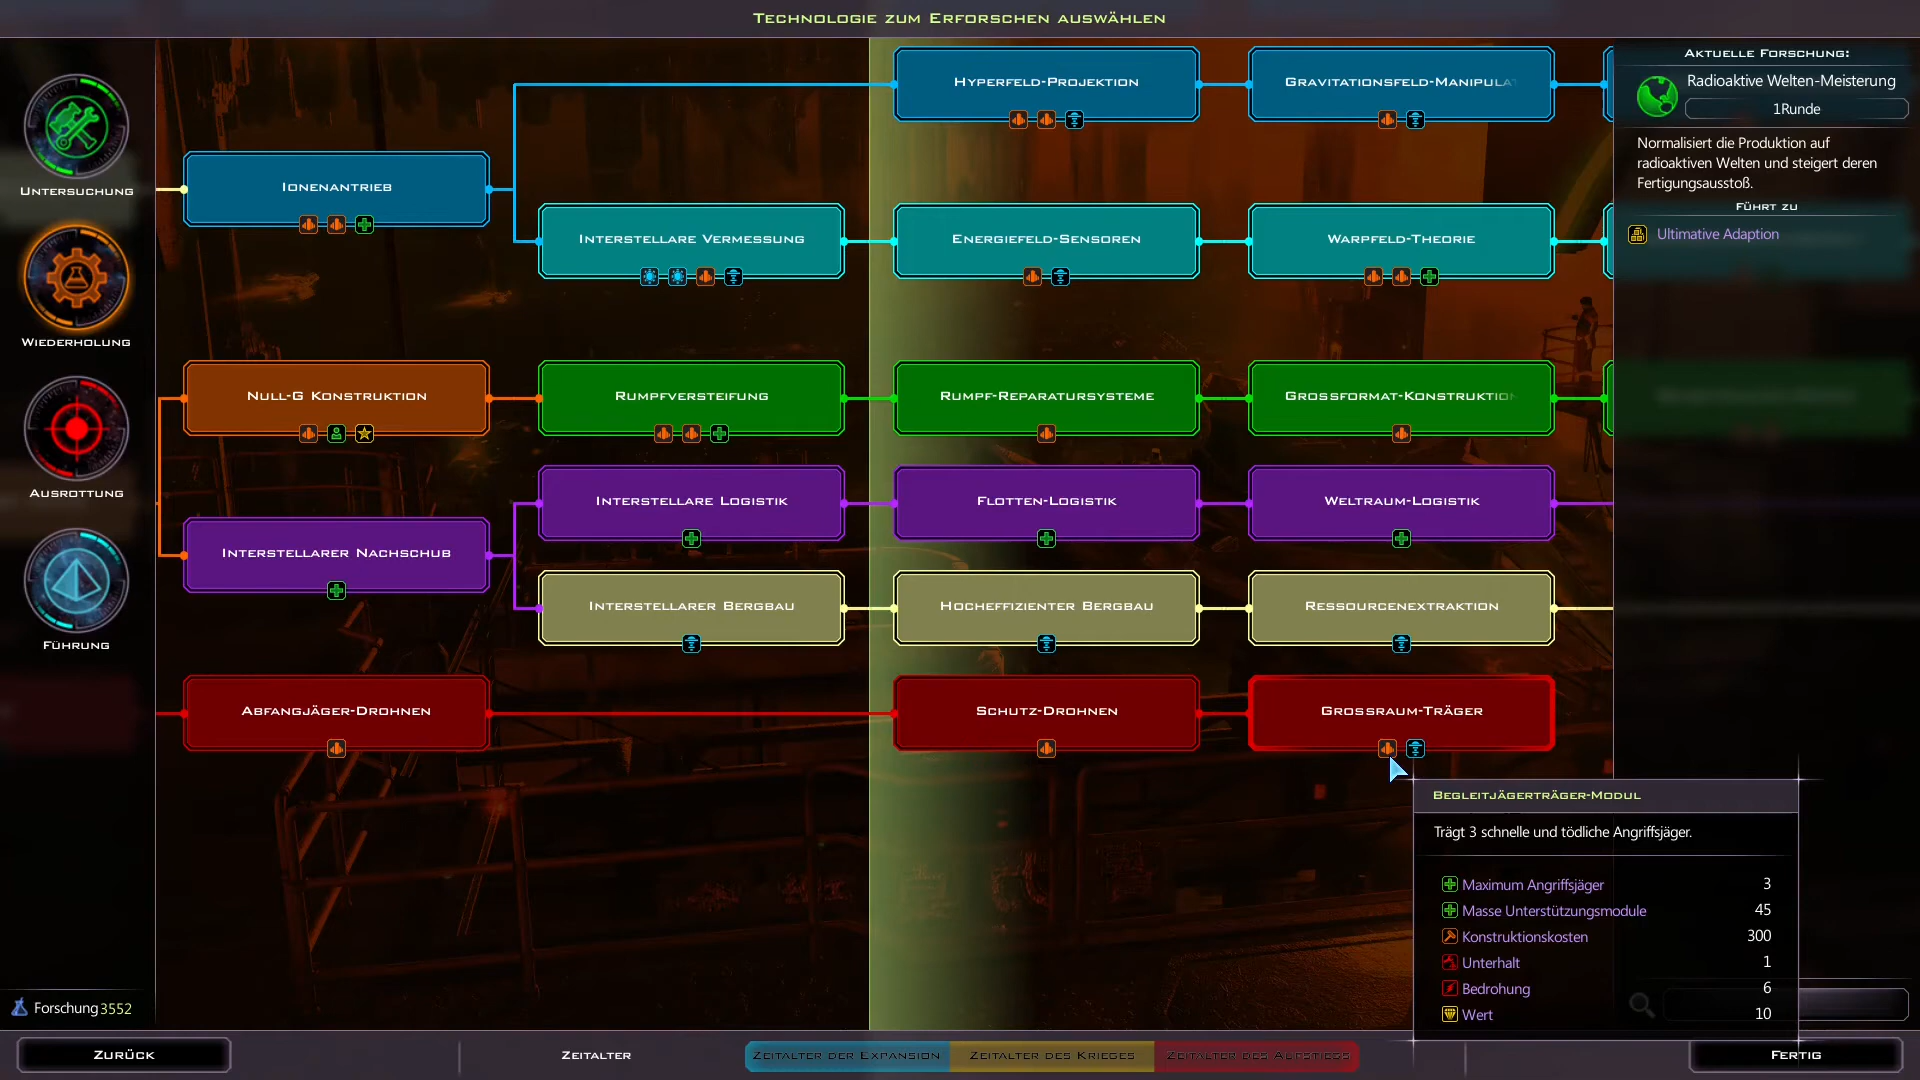 Technologie zum Erforschen auswählen
Untersuchung
Wiederholung
Ausrottung
Führung
Forschung 3552
Hyperfeld-Projektion
Gravitationsfeld-Manipulat
Ionenantrieb
Interstellare Vermessung
Energiefeld-Sensoren
Warpfeld-Theorie
Null-G Konstruktion
Rumpfversteifung
Rumpf-Reparatursysteme
Grossformat-Konstruktion
Interstellare Logistik
Flotten-Logistik
Weltraum-Logistik
Interstellarer Nachschub
Interstellarer Bergbau
Hocheffizienter Bergbau
Ressourcenextraktion
Abfangjäger-Drohnen
Schutz-Drohnen
Grossraum-Träger
Aktuelle Forschung:
Radioaktive Welten-Meisterung
1Runde
Normalisiert die Produktion auf
radioaktiven Welten und steigert deren
Fertigungsausstoß.
Führt zu
Ultimative Adaption
Begleitjägerträger-Modul
Trägt 3 schnelle und tödliche Angriffsjäger.
Maximum Angriffsjäger 3
Masse Unterstützungsmodule 45
Konstruktionskosten 300
Unterhalt 1
Bedrohung 6
Wert 10
Zurück
Zeitalter
Zeitalter der Expansion
Zeitalter des Krieges
Zeitalter des Aufstiegs
Fertig